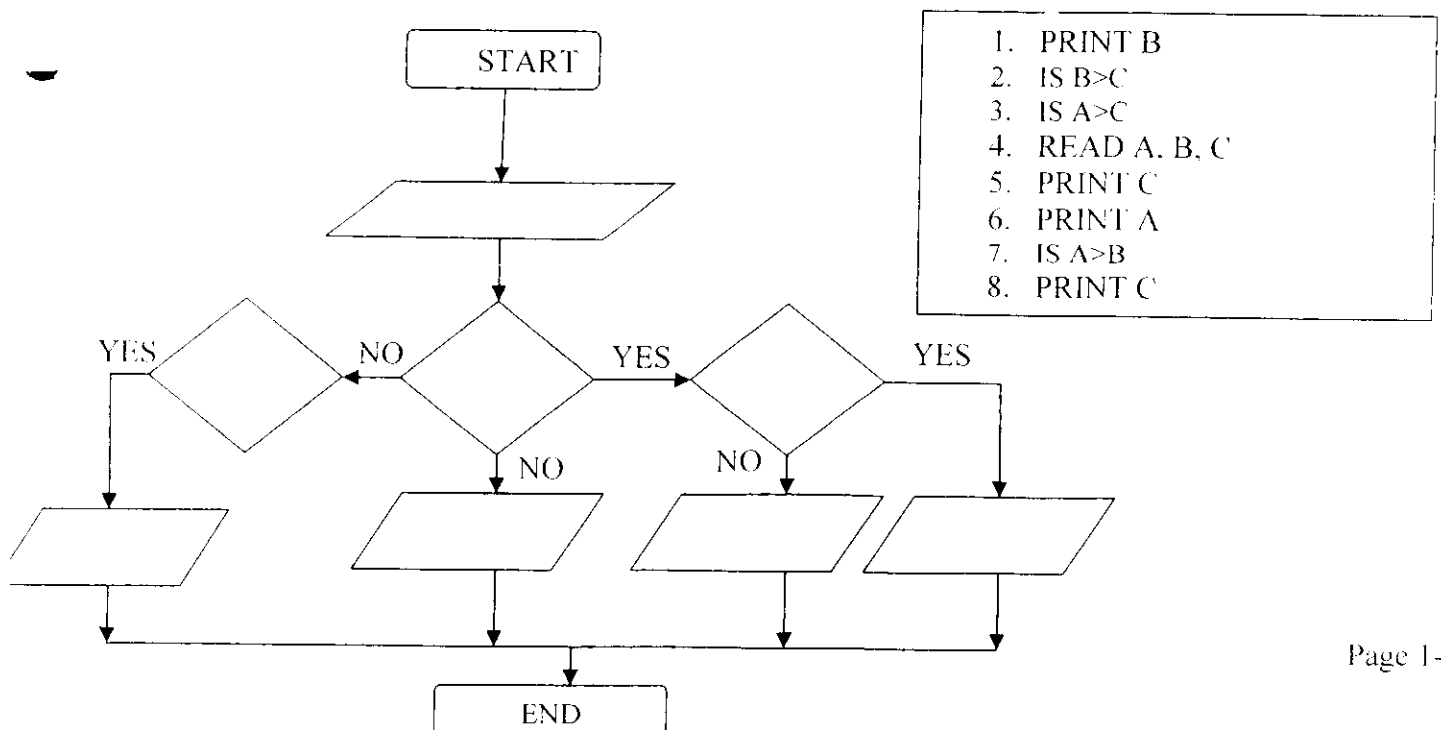 START
1. PRINT B
2. IS B>C
3. IS A>C
4. READ A, B, C
5. PRINT C
6. PRINT A
7. IS A>B
8. PRINT C
YES NO YES YES
NO NO
Page 1-
END